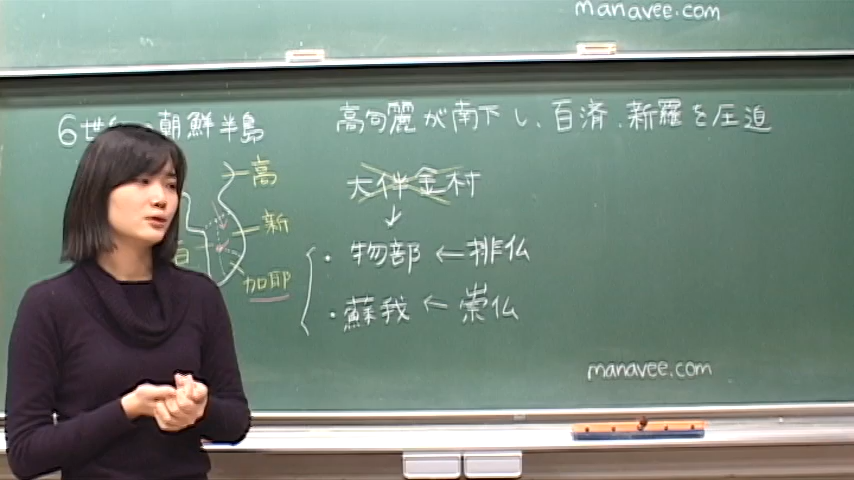 manavee.com
6世紀の朝鮮半島
高句麗が南下し、百済、新羅を圧迫
高
新
百
加耶
大伴金村
↓
・物部 ← 排仏
・蘇我 ← 崇仏
manavee.com